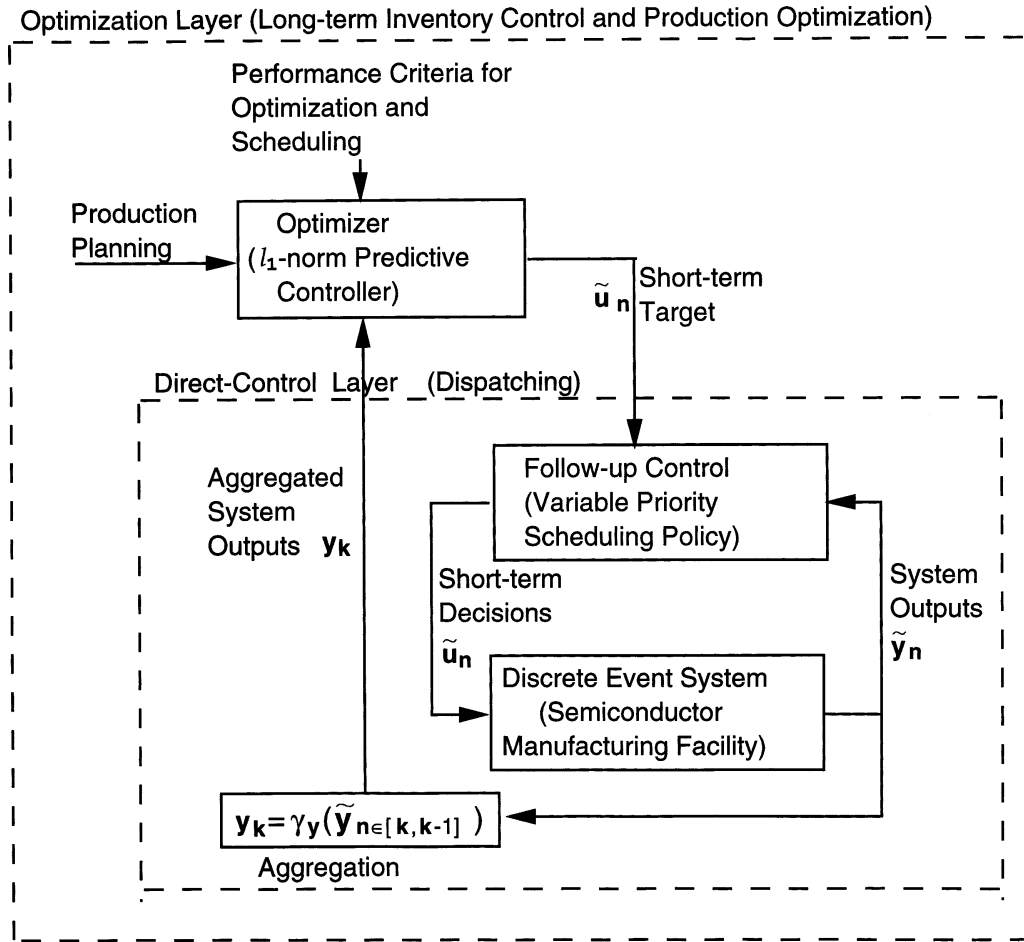 Optimization Layer (Long-term Inventory Control and Production Optimization)
Performance Criteria for
Optimization and
Scheduling
Production
Planning
Optimizer
(l₁-norm Predictive
Controller)
ũ n
Short-term
Target
Direct-Control Layer (Dispatching)
Aggregated
System
Outputs yk
Follow-up Control
(Variable Priority
Scheduling Policy)
Short-term
Decisions
ũn
System
Outputs
ỹn
Discrete Event System
(Semiconductor
Manufacturing Facility)
yk=γy(ỹn∈[k,k-1] )
Aggregation